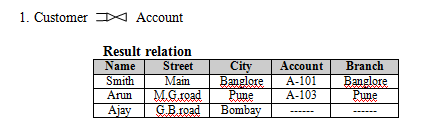 1. Customer ⟕ Account
Result relation
Name Street City Account Branch
Smith Main Banglore A-101 Banglore
Arun M.G.road Pune A-103 Pune
Ajay G.B.road Bombay ------ ------